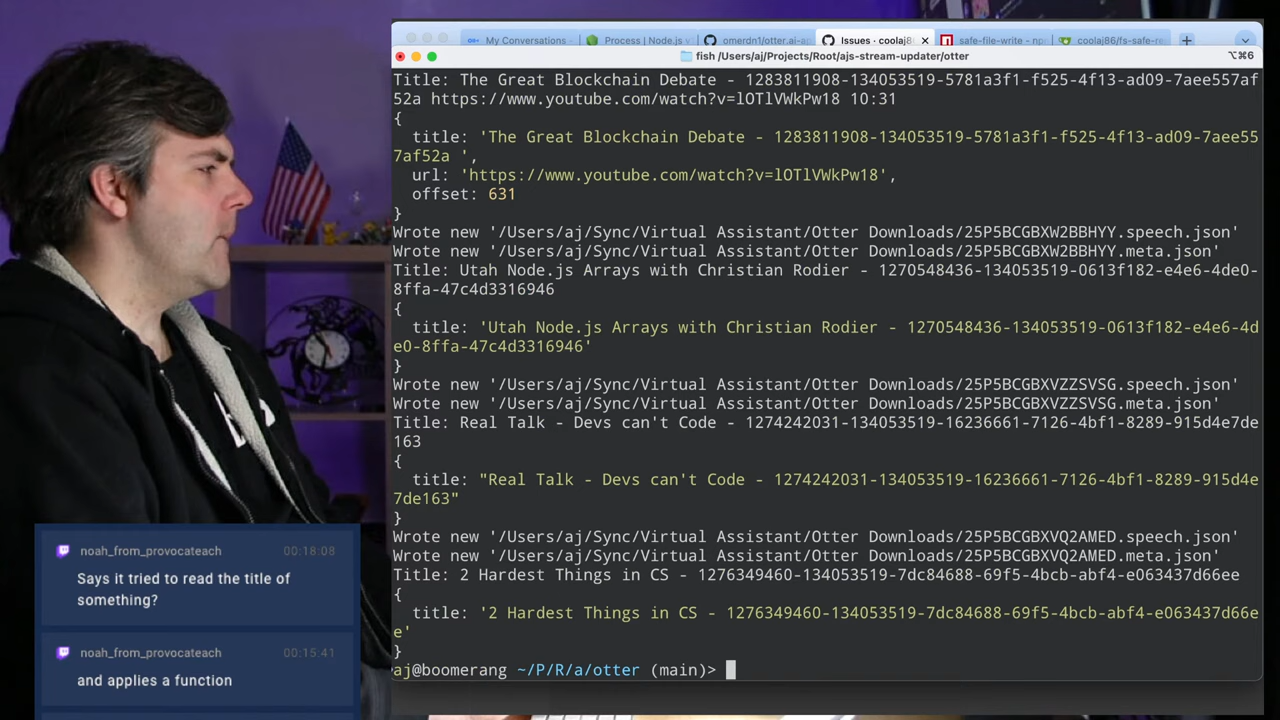 My Conversations
Process | Node.js v
omerdn1/otter.ai-ap
Issues · coolaj8
safe-file-write - npm
coolaj86/fs-safe-re
fish /Users/aj/Projects/Root/ajs-stream-updater/otter
⌥⌘6
Title: The Great Blockchain Debate - 1283811908-134053519-5781a3f1-f525-4f13-ad09-7aee557af
52a https://www.youtube.com/watch?v=lOTlVWkPw18 10:31
{
title: 'The Great Blockchain Debate - 1283811908-134053519-5781a3f1-f525-4f13-ad09-7aee55
7af52a ',
url: 'https://www.youtube.com/watch?v=lOTlVWkPw18',
offset: 631
}
Wrote new '/Users/aj/Sync/Virtual Assistant/Otter Downloads/25P5BCGBXW2BBHYY.speech.json'
Wrote new '/Users/aj/Sync/Virtual Assistant/Otter Downloads/25P5BCGBXW2BBHYY.meta.json'
Title: Utah Node.js Arrays with Christian Rodier - 1270548436-134053519-0613f182-e4e6-4de0-
8ffa-47c4d3316946
{
title: 'Utah Node.js Arrays with Christian Rodier - 1270548436-134053519-0613f182-e4e6-4d
e0-8ffa-47c4d3316946'
}
Wrote new '/Users/aj/Sync/Virtual Assistant/Otter Downloads/25P5BCGBXVZZSVSG.speech.json'
Wrote new '/Users/aj/Sync/Virtual Assistant/Otter Downloads/25P5BCGBXVZZSVSG.meta.json'
Title: Real Talk - Devs can't Code - 1274242031-134053519-16236661-7126-4bf1-8289-915d4e7de
163
{
title: "Real Talk - Devs can't Code - 1274242031-134053519-16236661-7126-4bf1-8289-915d4e
7de163"
}
Wrote new '/Users/aj/Sync/Virtual Assistant/Otter Downloads/25P5BCGBXVQ2AMED.speech.json'
Wrote new '/Users/aj/Sync/Virtual Assistant/Otter Downloads/25P5BCGBXVQ2AMED.meta.json'
Title: 2 Hardest Things in CS - 1276349460-134053519-7dc84688-69f5-4bcb-abf4-e063437d66ee
{
title: '2 Hardest Things in CS - 1276349460-134053519-7dc84688-69f5-4bcb-abf4-e063437d66e
e'
}
aj@boomerang ~/P/R/a/otter (main)>
noah_from_provocateach 00:18:08
Says it tried to read the title of
something?
noah_from_provocateach 00:15:41
and applies a function